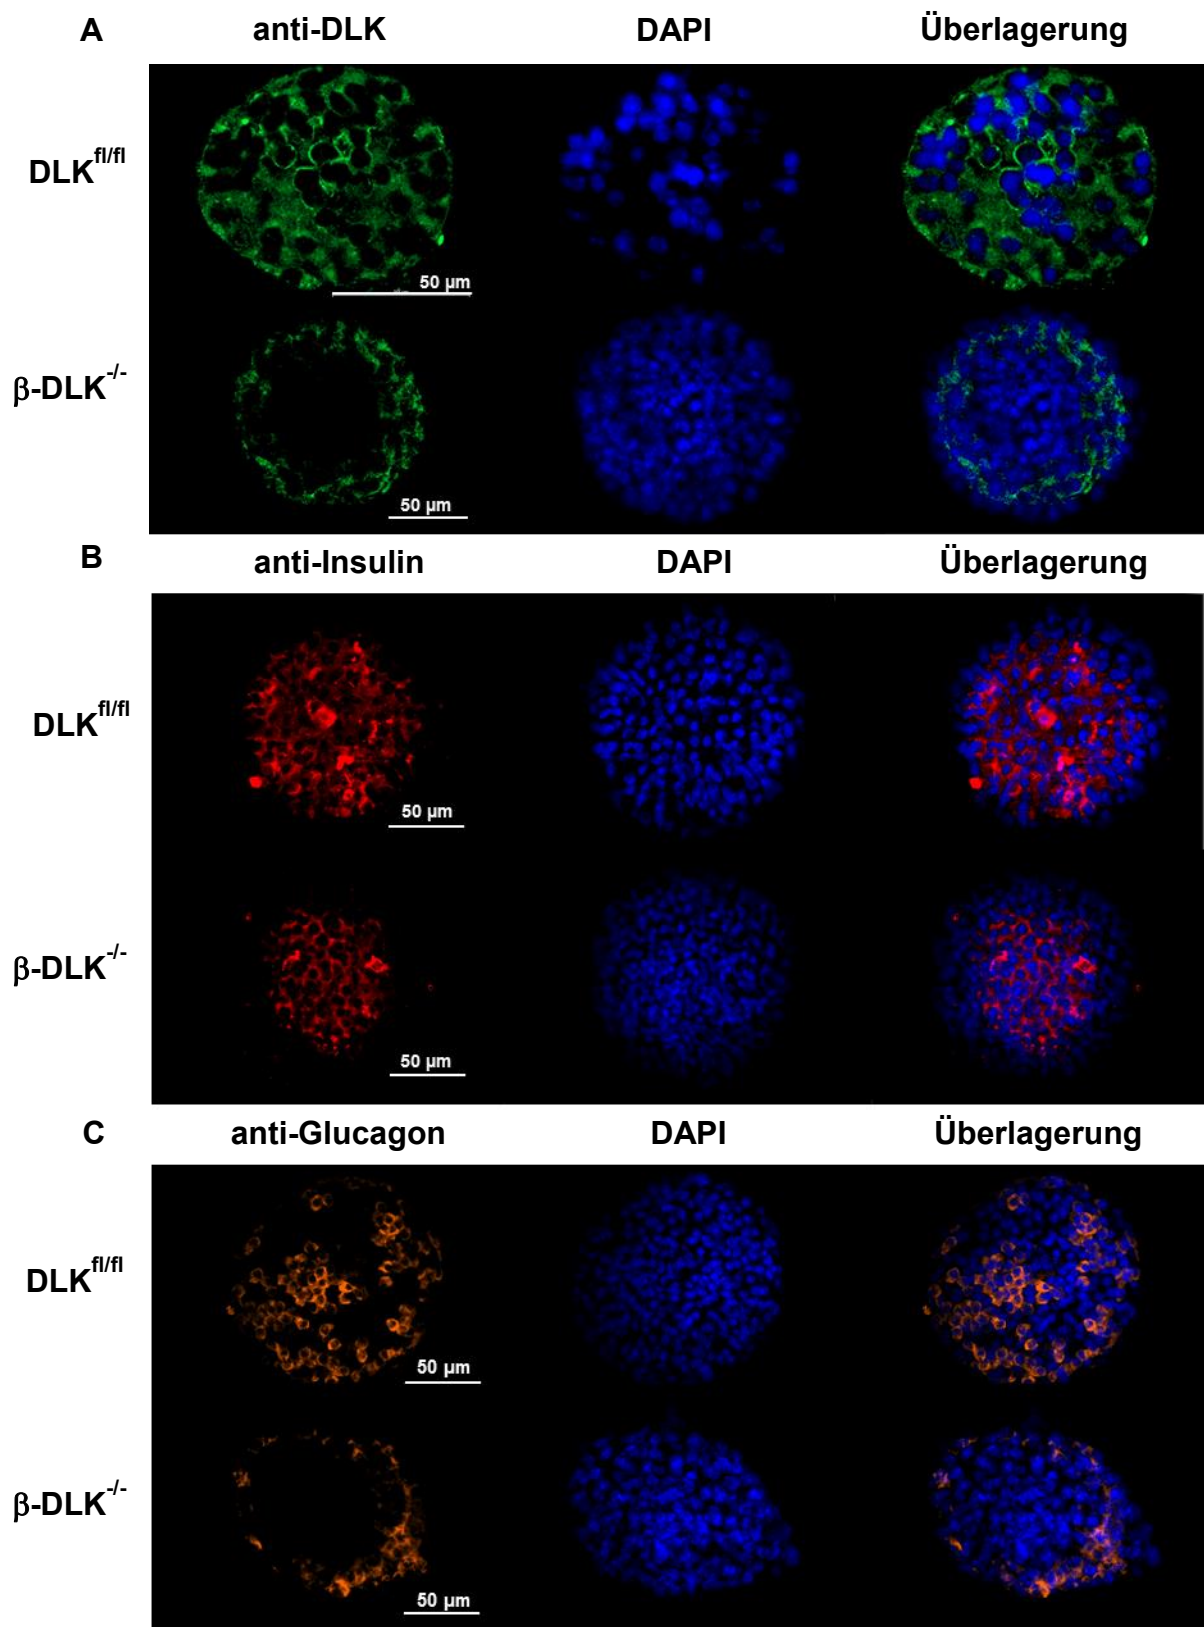 A anti-DLK DAPI Überlagerung
DLK^fl/fl
50 µm
β-DLK^-/-
50 µm
B anti-Insulin DAPI Überlagerung
DLK^fl/fl
50 µm
β-DLK^-/-
50 µm
C anti-Glucagon DAPI Überlagerung
DLK^fl/fl
50 µm
β-DLK^-/-
50 µm